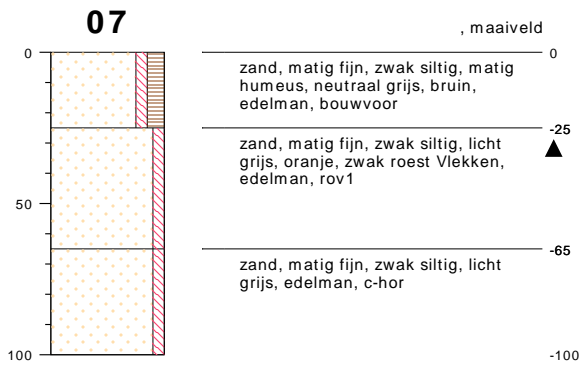 07
, maaiveld
0
0
zand, matig fijn, zwak siltig, matig
humeus, neutraal grijs, bruin,
edelman, bouwvoor
-25
zand, matig fijn, zwak siltig, licht
grijs, oranje, zwak roest Vlekken,
edelman, rov1
50
-65
zand, matig fijn, zwak siltig, licht
grijs, edelman, c-hor
100
-100